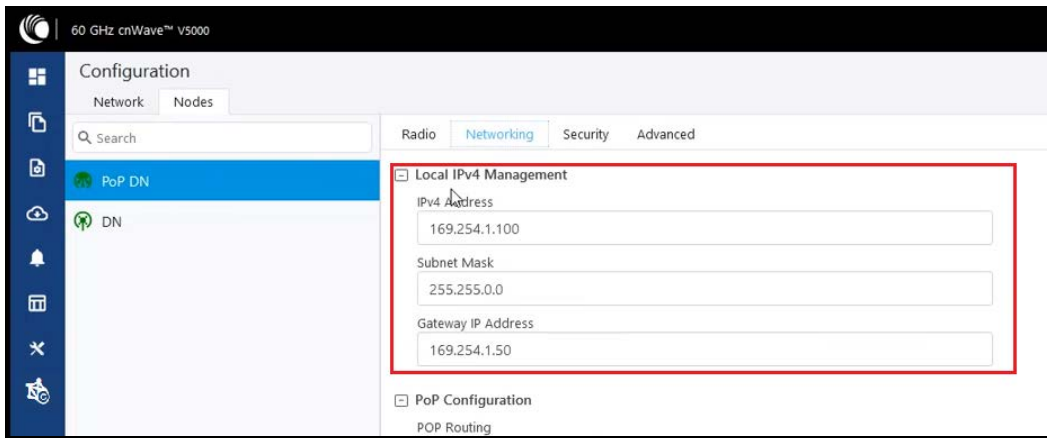 60 GHz cnWave™ V5000
Configuration
Network Nodes
Search
PoP DN
DN
Radio Networking Security Advanced
Local IPv4 Management
IPv4 Address
169.254.1.100
Subnet Mask
255.255.0.0
Gateway IP Address
169.254.1.50
PoP Configuration
POP Routing